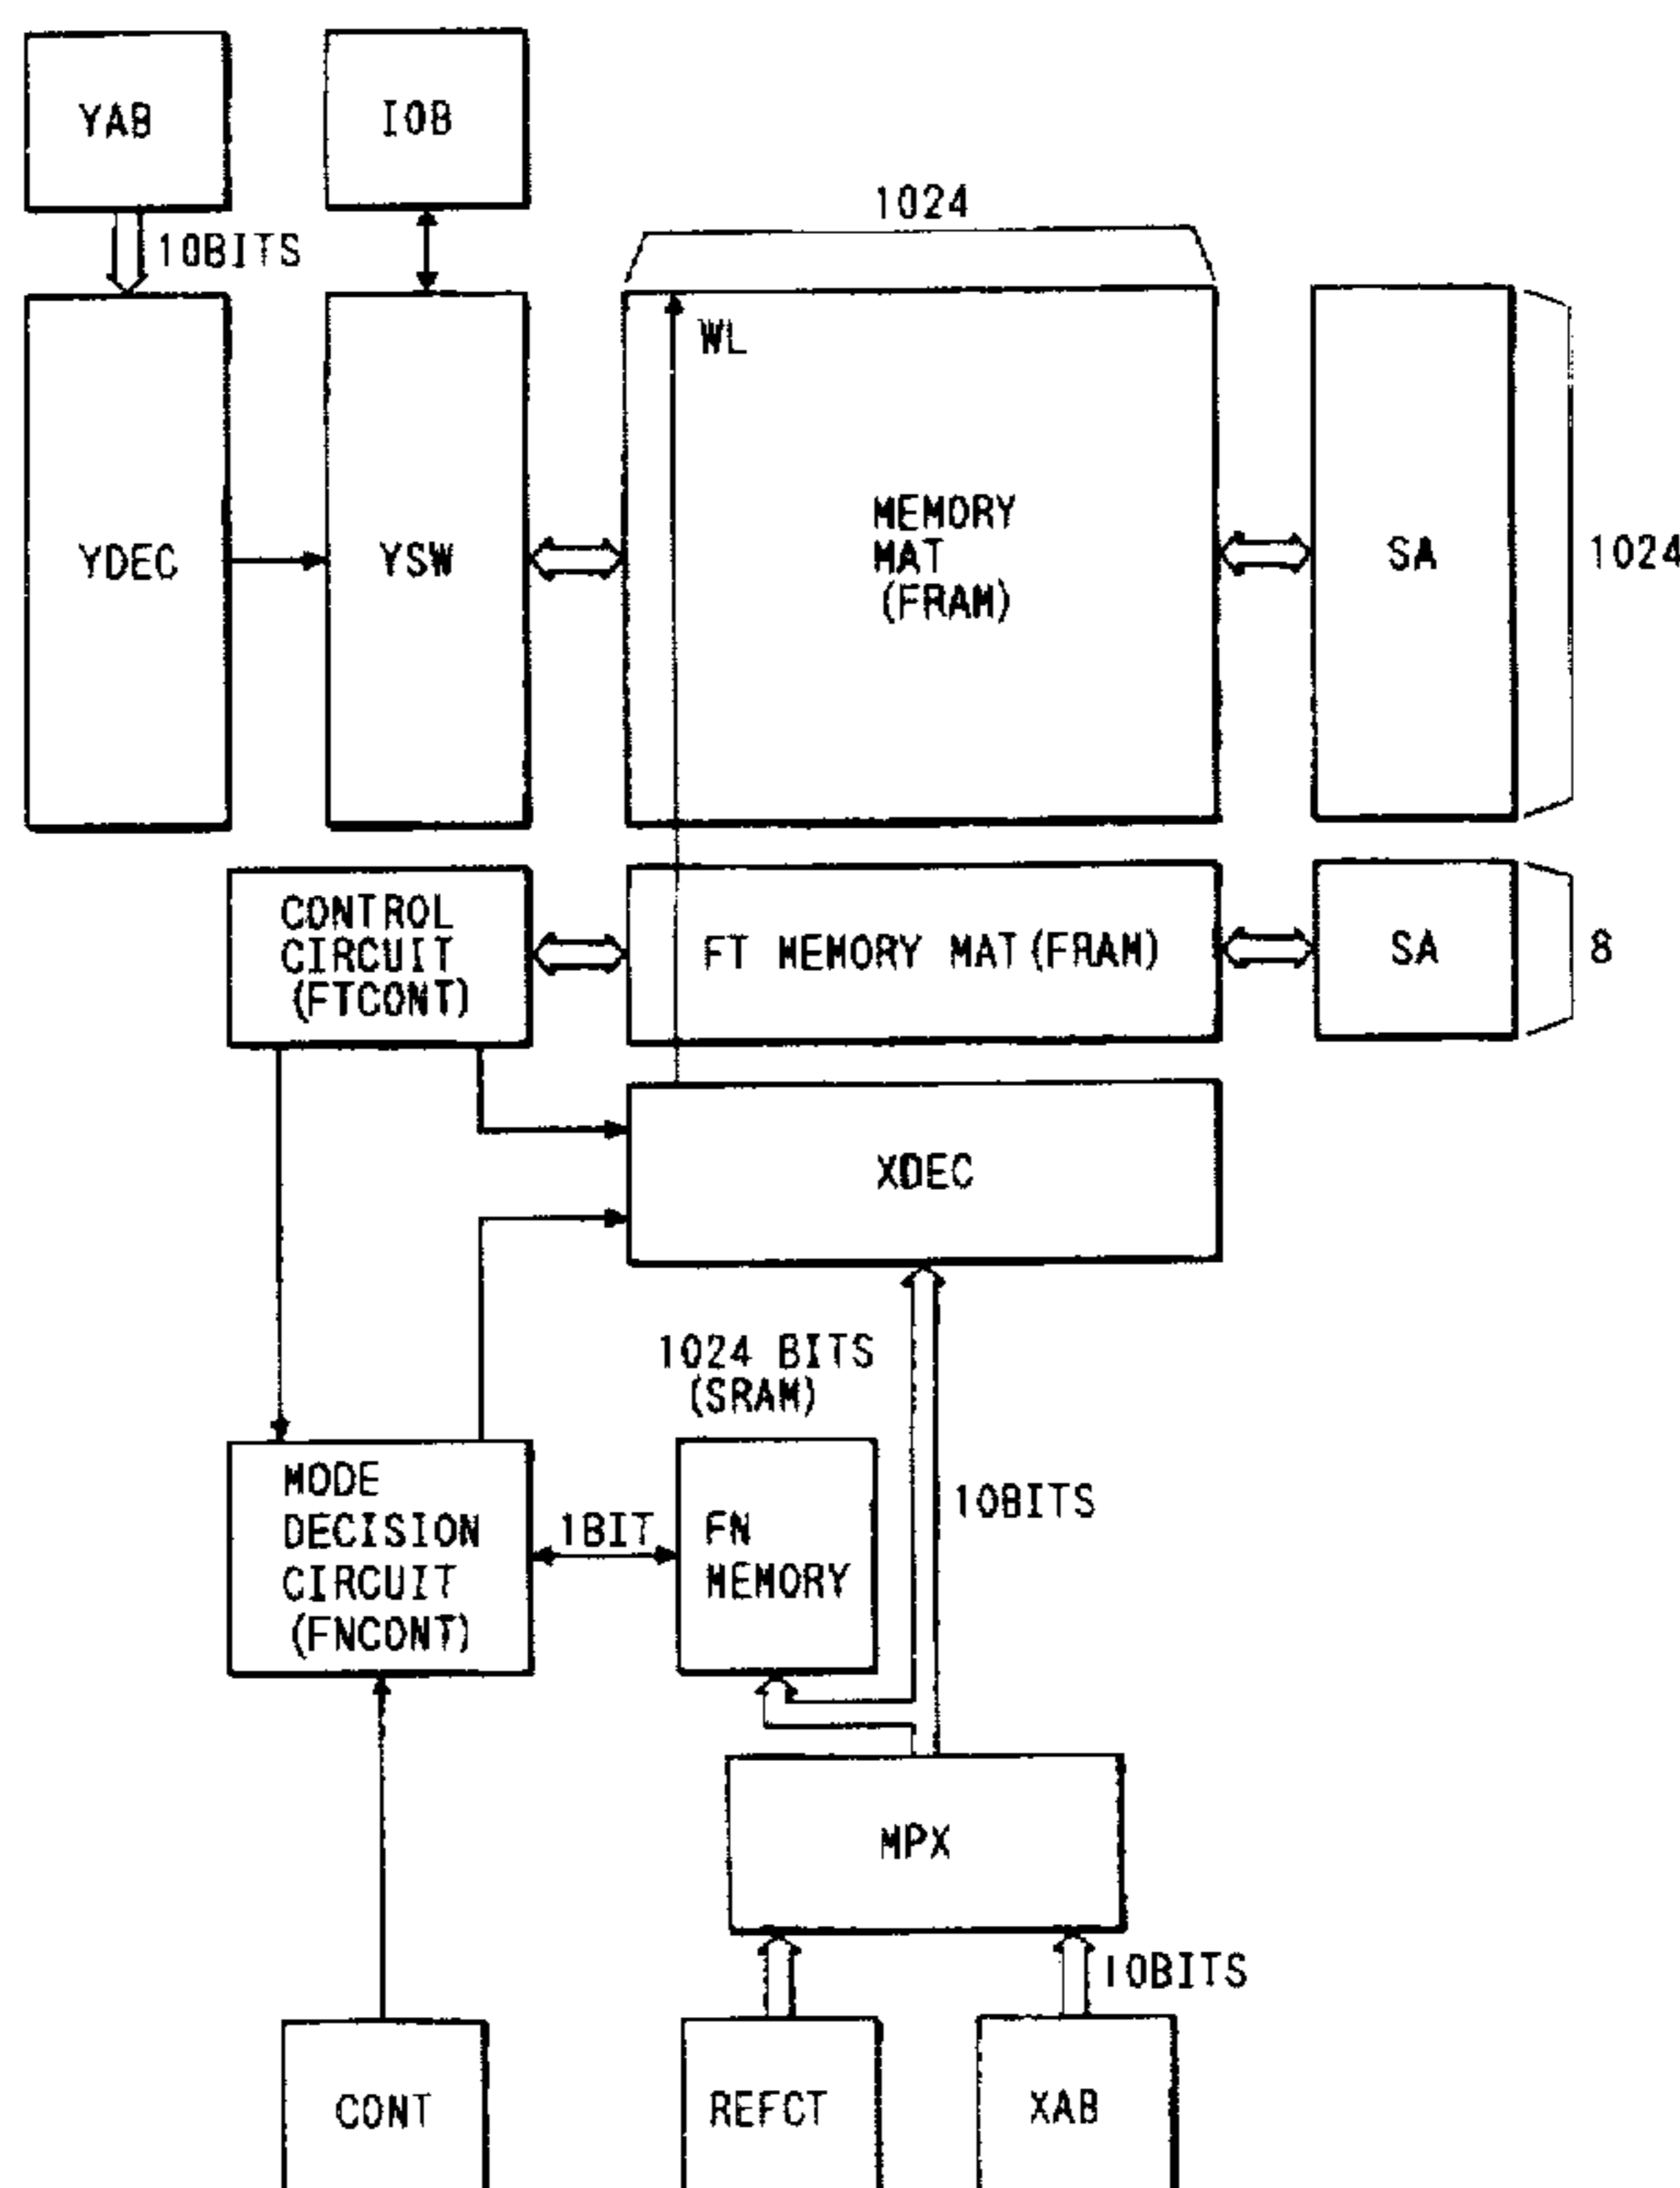 YAB
IOB
10BITS
1024
YDEC
YSW
WL
MEMORY
MAT
(FRAM)
SA
1024
CONTROL
CIRCUIT
(FTCONT)
FT MEMORY MAT(FRAM)
SA
8
XDEC
1024 BITS
(SRAM)
MODE
DECISION
CIRCUIT
(FNCONT)
1BIT
FN
MEMORY
10BITS
MPX
10BITS
CONT
REFCT
XAB